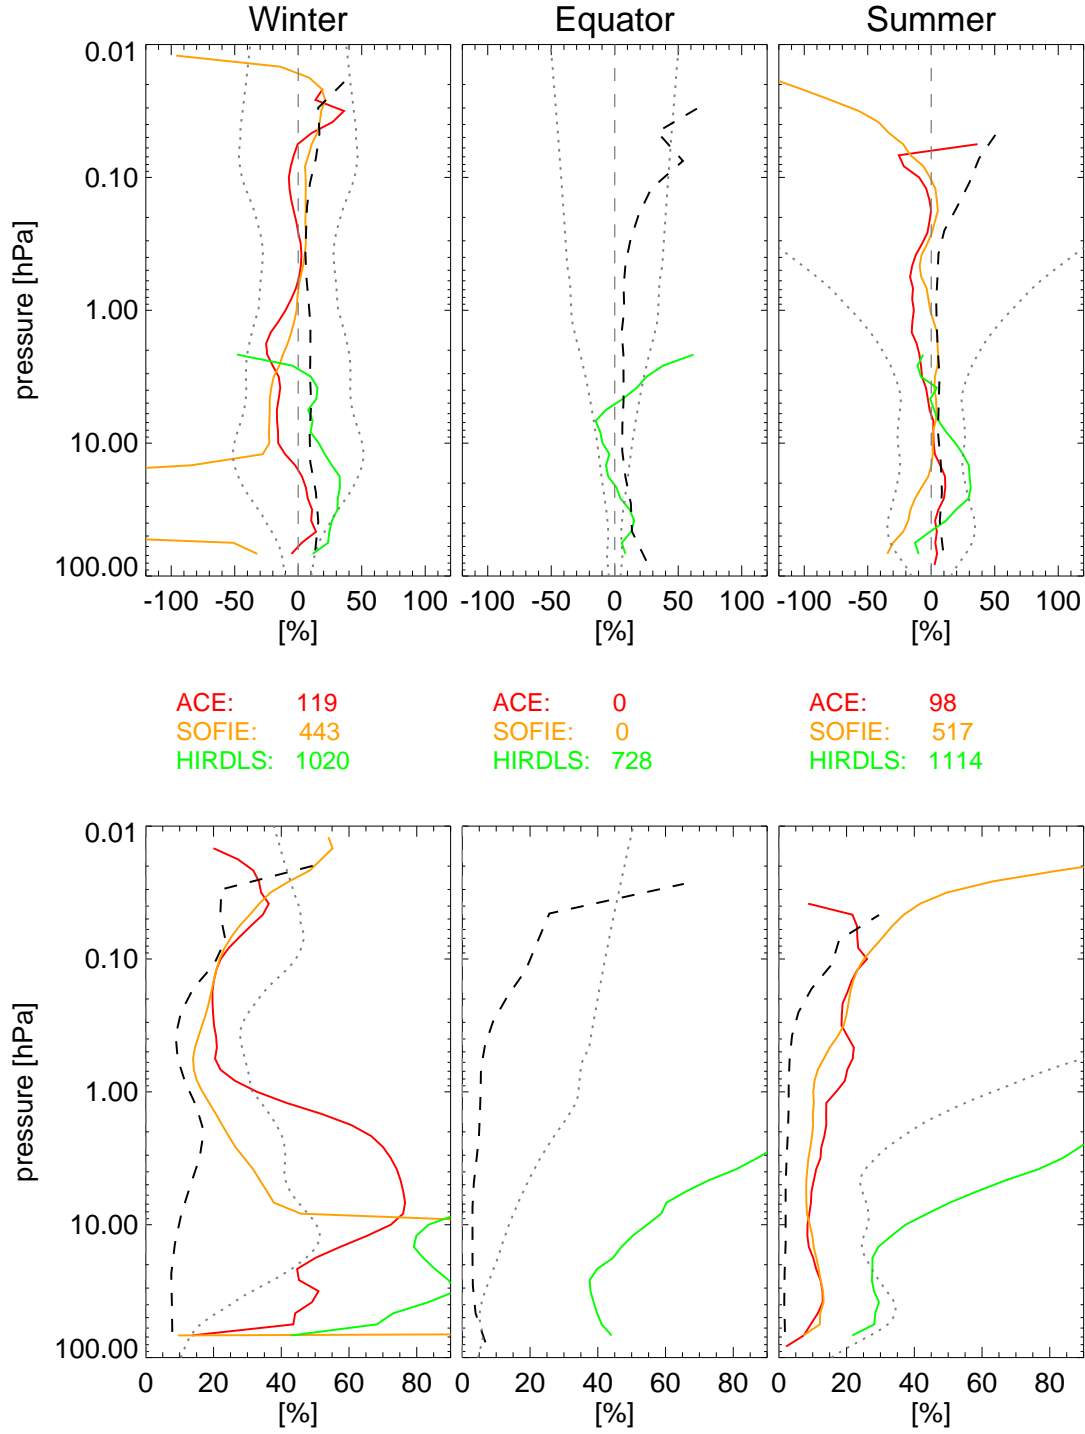 Winter Equator Summer
0.01
0.10
1.00
10.00
100.00
pressure [hPa]
-100 -50 0 50 100 -100 -50 0 50 100 -100 -50 0 50 100
[%] [%] [%]
ACE: 119 ACE: 0 ACE: 98
SOFIE: 443 SOFIE: 0 SOFIE: 517
HIRDLS: 1020 HIRDLS: 728 HIRDLS: 1114
0.01
0.10
1.00
10.00
100.00
pressure [hPa]
0 20 40 60 80 0 20 40 60 80 0 20 40 60 80
[%] [%] [%]